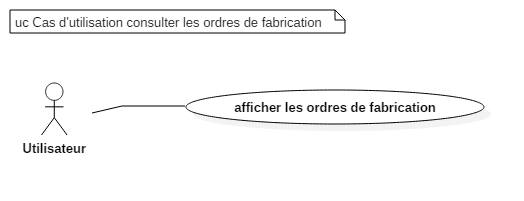 uc Cas d'utilisation consulter les ordres de fabrication
afficher les ordres de fabrication
Utilisateur